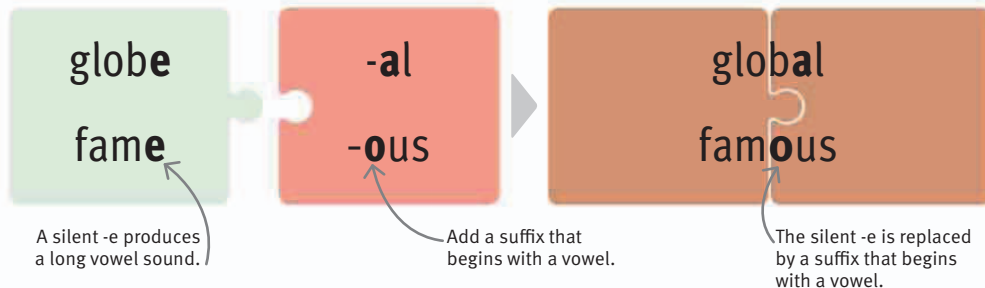 globe
-al
global
fame
-ous
famous
A silent -e produces
a long vowel sound.
Add a suffix that
begins with a vowel.
The silent -e is replaced
by a suffix that begins
with a vowel.